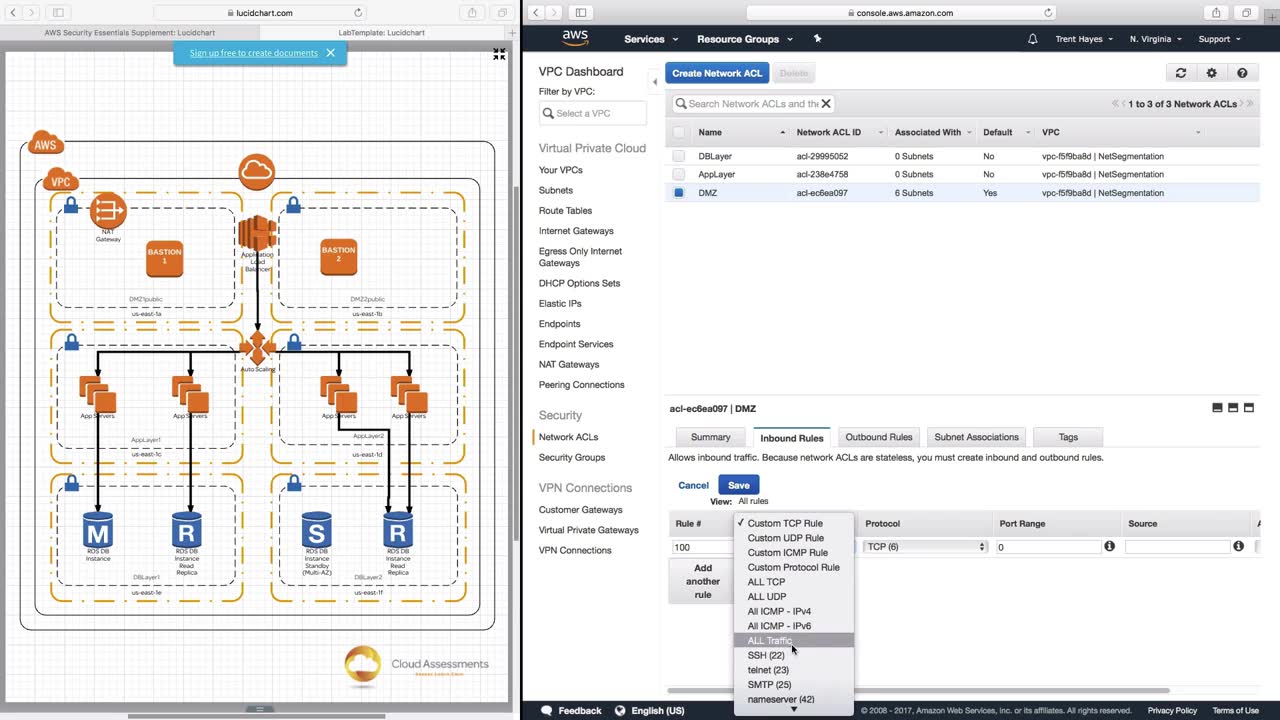 lucidchart.com
AWS Security Essentials Supplement: Lucidchart
LabTemplate: Lucidchart
Sign up free to create documents
AWS
VPC
NAT
Gateway
BASTION
1
Application
Load
Balancer
BASTION
2
DMZ1public
us-east-1a
DMZ2public
us-east-1b
Auto Scaling
App Servers
App Servers
App Servers
App Servers
AppLayer1
us-east-1c
AppLayer2
us-east-1d
M
RDS DB
Instance
R
RDS DB
Instance
Read
Replica
S
RDS DB
Instance
Standby
(Multi-AZ)
R
RDS DB
Instance
Read
Replica
DBLayer1
us-east-1e
DBLayer2
us-east-1f
Cloud Assessments
console.aws.amazon.com
aws
Services
Resource Groups
Trent Hayes
N. Virginia
Support
VPC Dashboard
Filter by VPC:
Select a VPC
Virtual Private Cloud
Your VPCs
Subnets
Route Tables
Internet Gateways
Egress Only Internet
Gateways
DHCP Options Sets
Elastic IPs
Endpoints
Endpoint Services
NAT Gateways
Peering Connections
Security
Network ACLs
Security Groups
VPN Connections
Customer Gateways
Virtual Private Gateways
VPN Connections
Create Network ACL
Delete
Search Network ACLs and the
1 to 3 of 3 Network ACLs
Name Network ACL ID Associated With Default VPC
DBLayer acl-29995052 0 Subnets No vpc-f5f9ba8d | NetSegmentation
AppLayer acl-238e4758 0 Subnets No vpc-f5f9ba8d | NetSegmentation
DMZ acl-ec6ea097 6 Subnets Yes vpc-f5f9ba8d | NetSegmentation
acl-ec6ea097 | DMZ
Summary
Inbound Rules
Outbound Rules
Subnet Associations
Tags
Allows inbound traffic. Because network ACLs are stateless, you must create inbound and outbound rules.
Cancel
Save
View: All rules
Rule # Protocol Port Range Source A
100 TCP (6) 0
Add
another
rule
✓ Custom TCP Rule
Custom UDP Rule
Custom ICMP Rule
Custom Protocol Rule
ALL TCP
ALL UDP
All ICMP - IPv4
All ICMP - IPv6
ALL Traffic
SSH (22)
telnet (23)
SMTP (25)
nameserver (42)
Feedback
English (US)
© 2008 - 2017, Amazon Web Services, Inc. or its affiliates. All rights reserved.
Privacy Policy
Terms of Use